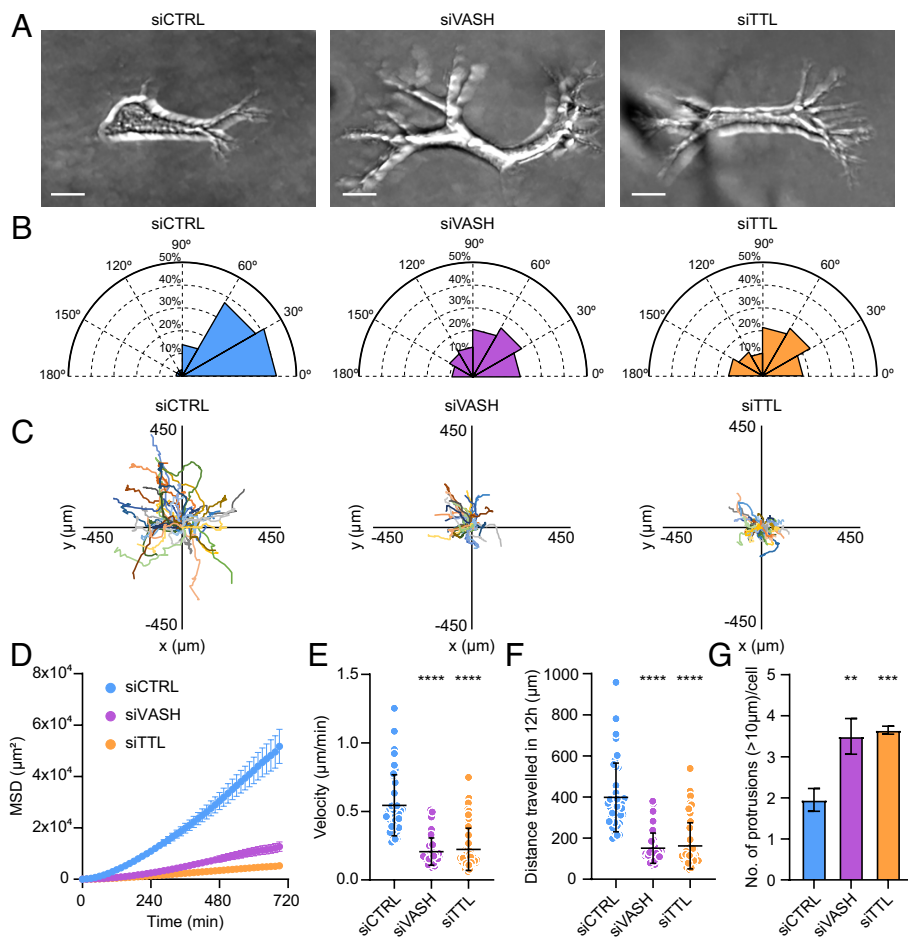 A
siCTRL
siVASH
siTTL
B
siCTRL
siVASH
siTTL
90º
120º
50%
60º
40%
30%
150º
20%
30º
10%
180º
0º
90º
120º
50%
60º
40%
30%
150º
20%
30º
10%
180º
0º
90º
120º
50%
60º
40%
30%
150º
20%
30º
10%
180º
0º
C
siCTRL
450
y (µm)
-450
450
-450
x (µm)
siVASH
450
y (µm)
-450
450
-450
x (µm)
siTTL
450
y (µm)
-450
450
-450
x (µm)
D
8x10⁴
6x10⁴
4x10⁴
2x10⁴
0
MSD (µm²)
siCTRL
siVASH
siTTL
0
240
480
720
Time (min)
E
1.5
1.0
0.5
0.0
Velocity (µm/min)
****
****
siCTRL
siVASH
siTTL
F
1000
800
600
400
200
0
Distance travelled in 12h (µm)
****
****
siCTRL
siVASH
siTTL
G
5
4
3
2
1
0
No. of protrusions (>10µm)/cell
**
***
siCTRL
siVASH
siTTL